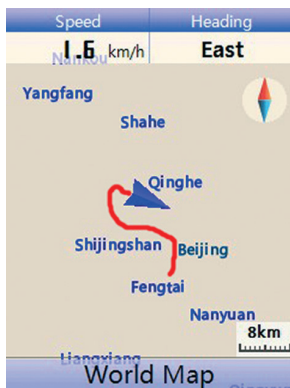 Speed Heading
1.6 km/h East
Nankou
Yangfang
Shahe
Qinghe
Shijingshan Beijing
Fengtai
Nanyuan
8km
Liangxiang
World Map